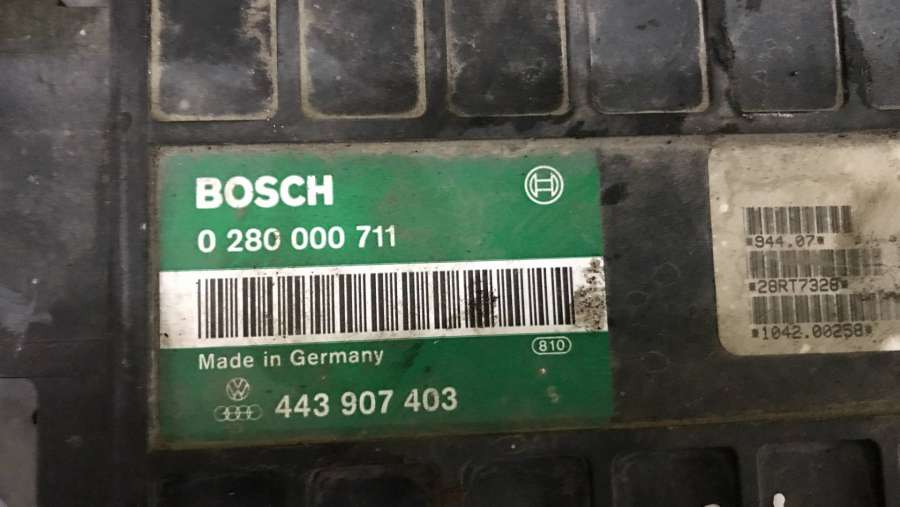 BOSCH
0 280 000 711
Made in Germany
810
443 907 403
*944.07*
*28RT7328*
*1042.00258*